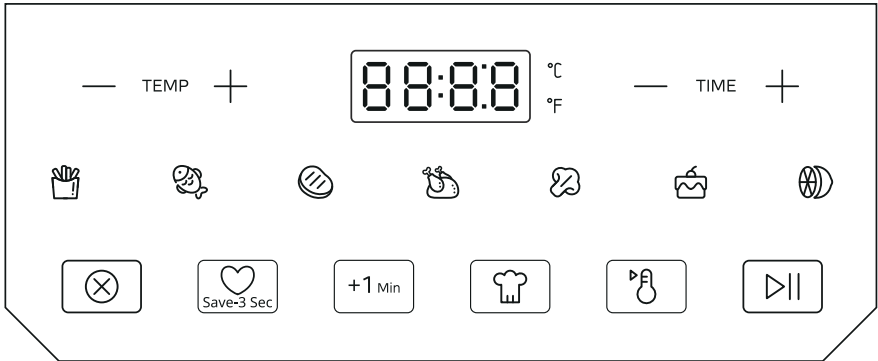 — TEMP +
88:8:8
°C
°F
— TIME +
Save-3 Sec
+1 Min